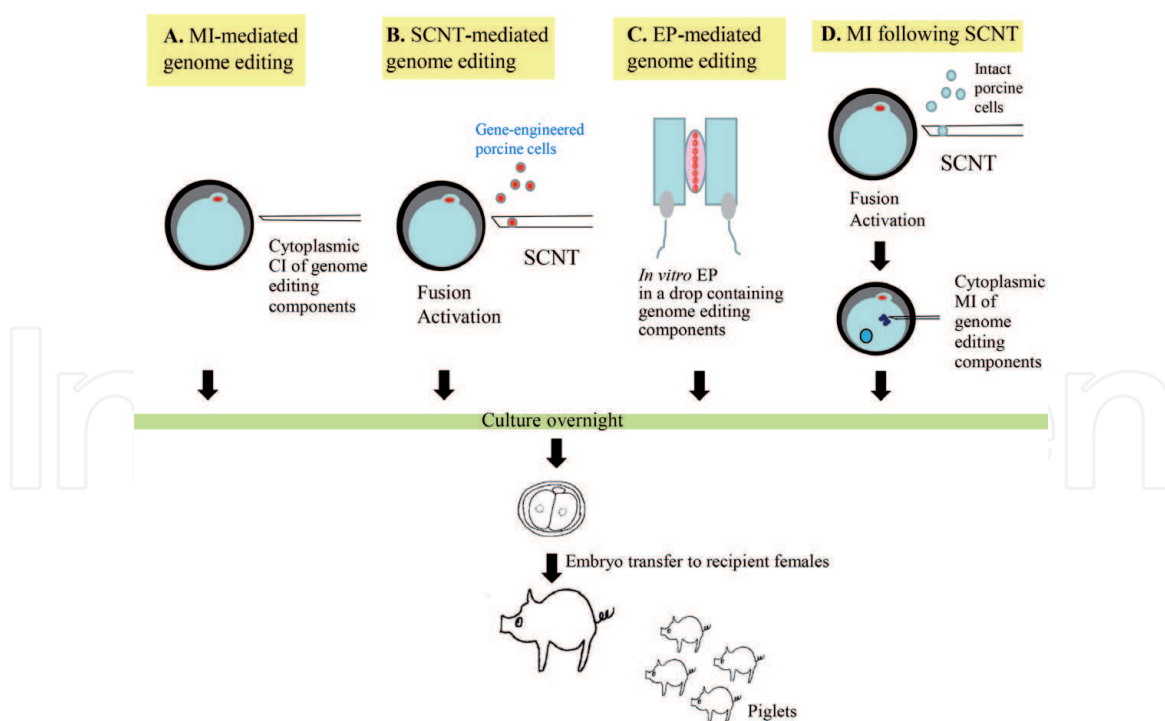 A. MI-mediated
genome editing
B. SCNT-mediated
genome editing
C. EP-mediated
genome editing
D. MI following SCNT
Cytoplasmic
CI of genome
editing
components
Gene-engineered
porcine cells
SCNT
Fusion
Activation
In vitro EP
in a drop containing
genome editing
components
Intact
porcine
cells
SCNT
Fusion
Activation
Cytoplasmic
MI of
genome
editing
components
Culture overnight
Embryo transfer to recipient females
Piglets